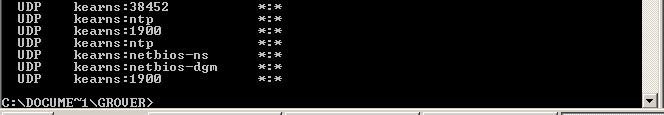 UDP kearns:38452 *:*
UDP kearns:ntp *:*
UDP kearns:1900 *:*
UDP kearns:ntp *:*
UDP kearns:netbios-ns *:*
UDP kearns:netbios-dgm *:*
UDP kearns:1900 *:*
C:\DOCUME~1\GROVER>